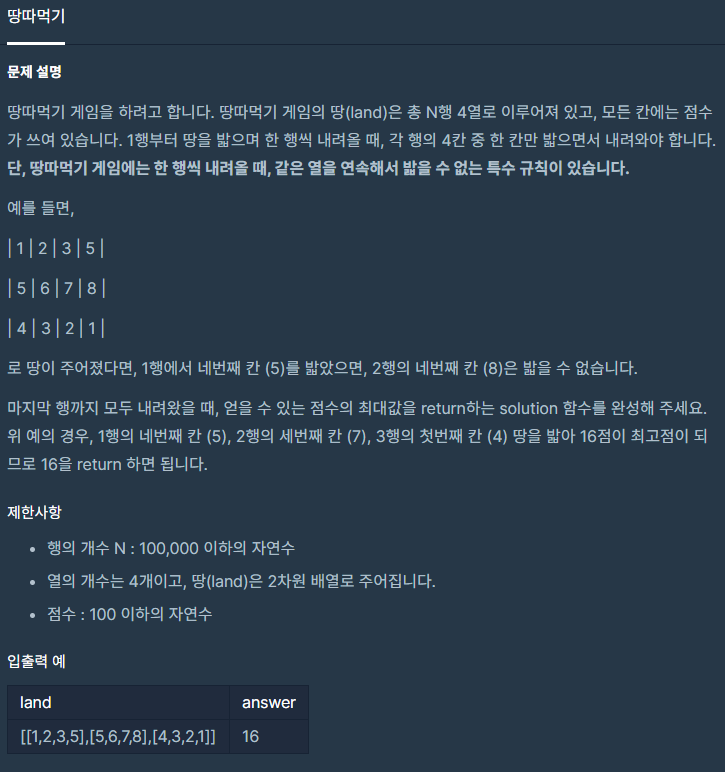 땅따먹기
문제 설명
땅따먹기 게임을 하려고 합니다. 땅따먹기 게임의 땅(land)은 총 N행 4열로 이루어져 있고, 모든 칸에는 점수
가 쓰여 있습니다. 1행부터 땅을 밟으며 한 행씩 내려올 때, 각 행의 4칸 중 한 칸만 밟으면서 내려와야 합니다.
단, 땅따먹기 게임에는 한 행씩 내려올 때, 같은 열을 연속해서 밟을 수 없는 특수 규칙이 있습니다.
예를 들면,
| 1 | 2 | 3 | 5 |
| 5 | 6 | 7 | 8 |
| 4 | 3 | 2 | 1 |
로 땅이 주어졌다면, 1행에서 네번째 칸 (5)를 밟았으면, 2행의 네번째 칸 (8)은 밟을 수 없습니다.
마지막 행까지 모두 내려왔을 때, 얻을 수 있는 점수의 최대값을 return하는 solution 함수를 완성해 주세요.
위 예의 경우, 1행의 네번째 칸 (5), 2행의 세번째 칸 (7), 3행의 첫번째 칸 (4) 땅을 밟아 16점이 최고점이 되
므로 16을 return 하면 됩니다.
제한사항
• 행의 개수 N : 100,000 이하의 자연수
• 열의 개수는 4개이고, 땅(land)은 2차원 배열로 주어집니다.
• 점수 : 100 이하의 자연수
입출력 예
land answer
[[1,2,3,5],[5,6,7,8],[4,3,2,1]] 16